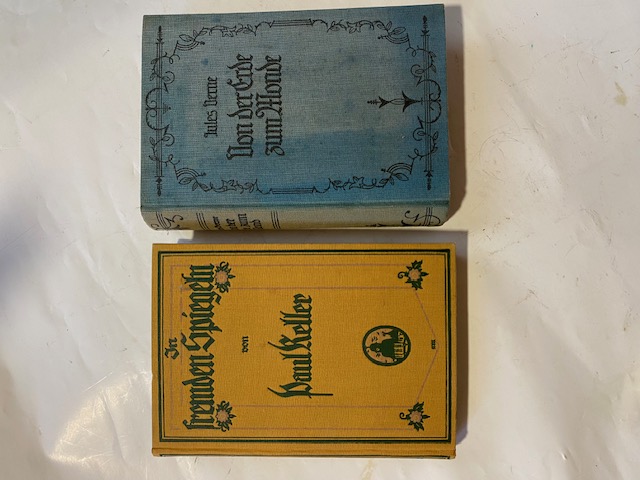 Jules Verne
Von der Erde
zum Monde
In
fremden Spiegeln
von
Paul Keller